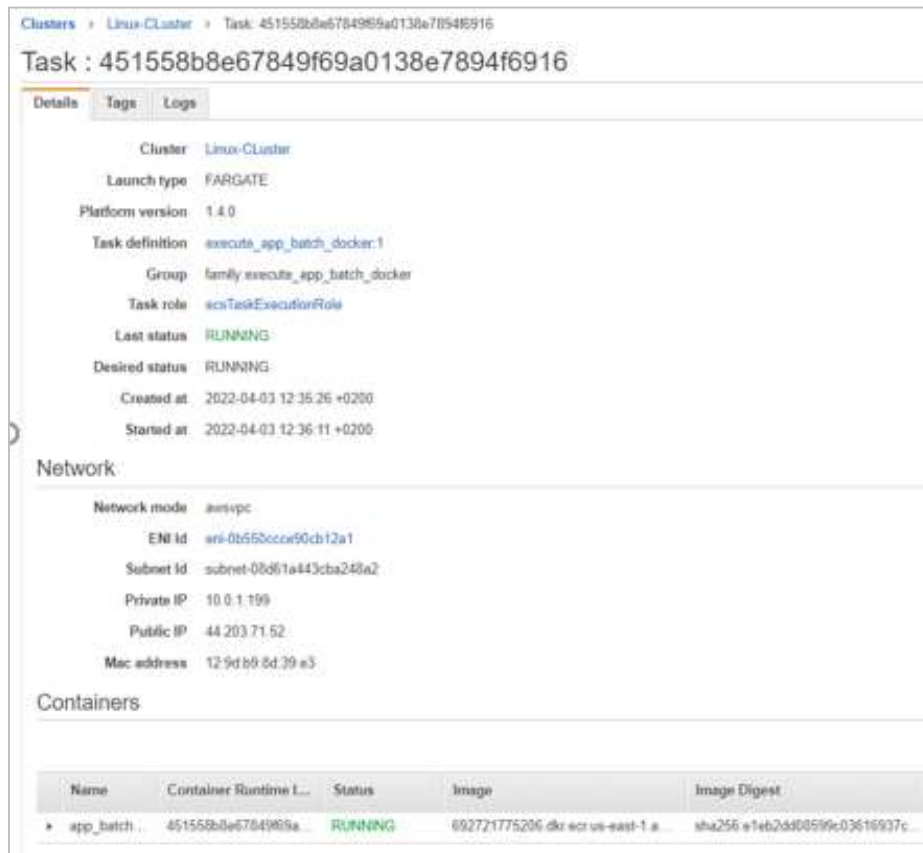 Clusters > Linux-CLuster > Task: 451558b8e67849f69a0138e7894f6916
Task : 451558b8e67849f69a0138e7894f6916
Details Tags Logs
Cluster Linux-CLuster
Launch type FARGATE
Platform version 1.4.0
Task definition execute_app_batch_docker:1
Group family:execute_app_batch_docker
Task role ecsTaskExecutionRole
Last status RUNNING
Desired status RUNNING
Created at 2022-04-03 12:35:26 +0200
Started at 2022-04-03 12:36:11 +0200
Network
Network mode awsvpc
ENI Id eni-0b550ccce90cb12a1
Subnet Id subnet-08d61a443cba248a2
Private IP 10.0.1.199
Public IP 44.203.71.52
Mac address 12:9d:b9:8d:39:a3
Containers
Name Container Runtime I... Status Image Image Digest
app_batch... 451558b8e67849f69a... RUNNING 692721775206.dkr.ecr.us-east-1.a... sha256:e1eb2dd08599c03616937c...